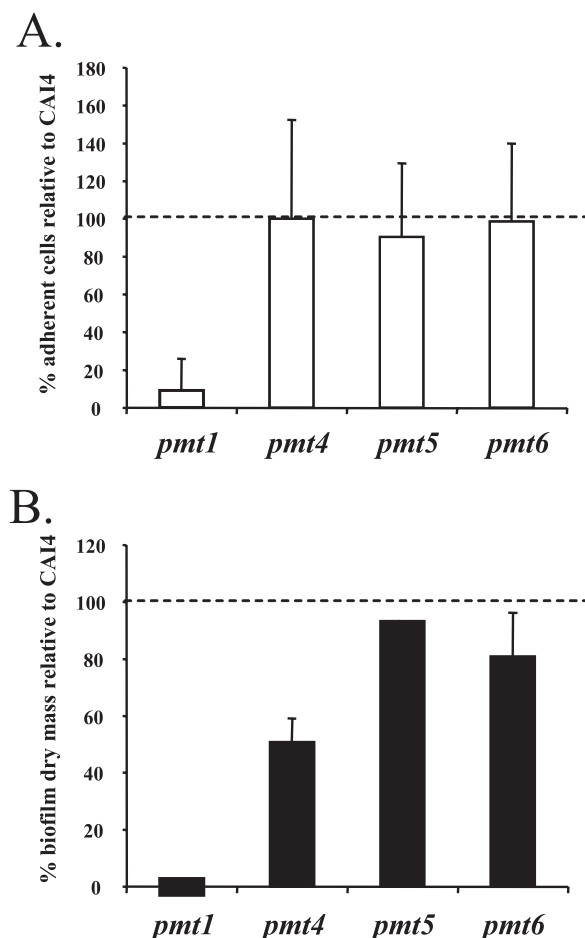 A.
% adherent cells relative to CAI4
180
160
140
120
100
80
60
40
20
0
pmt1 pmt4 pmt5 pmt6
B.
% biofilm dry mass relative to CAI4
120
100
80
60
40
20
0
pmt1 pmt4 pmt5 pmt6